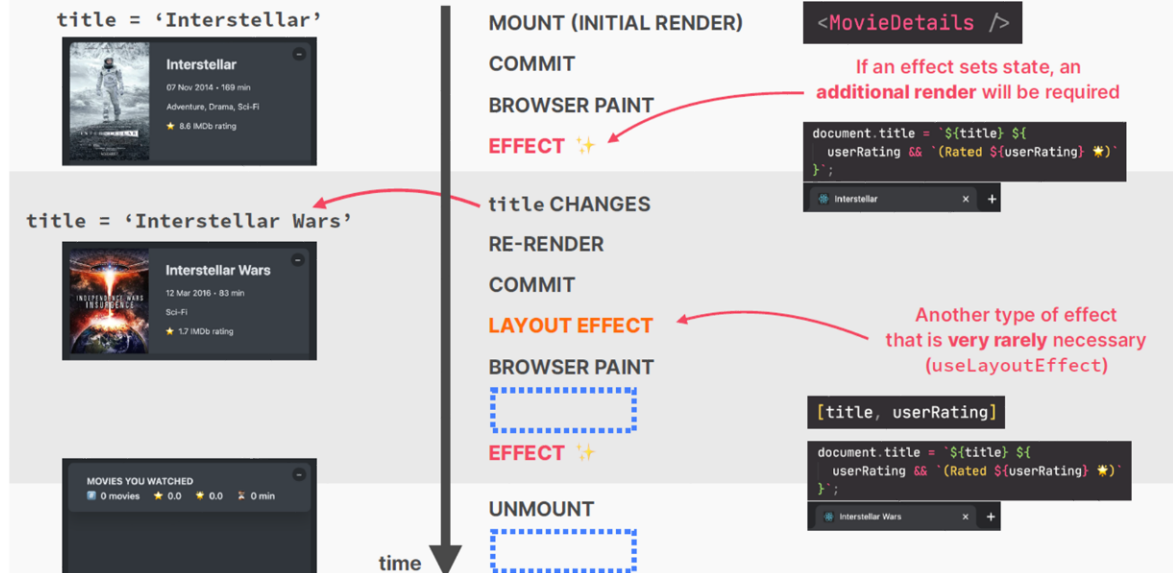 title = ‘Interstellar’
Interstellar
07 Nov 2014 • 169 min
Adventure, Drama, Sci-Fi
⭐ 8.6 IMDb rating
INTERSTELLAR
title = ‘Interstellar Wars’
Interstellar Wars
12 Mar 2016 • 83 min
Sci-Fi
⭐ 1.7 IMDb rating
INDEPENDENCE WARS
INSURGENCE
MOVIES YOU WATCHED
0 movies ⭐ 0.0 🌟 0.0 ⏳ 0 min
time
MOUNT (INITIAL RENDER)
COMMIT
BROWSER PAINT
EFFECT ✨
title CHANGES
RE-RENDER
COMMIT
LAYOUT EFFECT
BROWSER PAINT
EFFECT ✨
UNMOUNT
<MovieDetails />
If an effect sets state, an
additional render will be required
document.title = `${title} ${
userRating && `(Rated ${userRating} 🌟)`
}`;
Interstellar × +
Another type of effect
that is very rarely necessary
(useLayoutEffect)
[title, userRating]
document.title = `${title} ${
userRating && `(Rated ${userRating} 🌟)`
}`;
Interstellar Wars × +